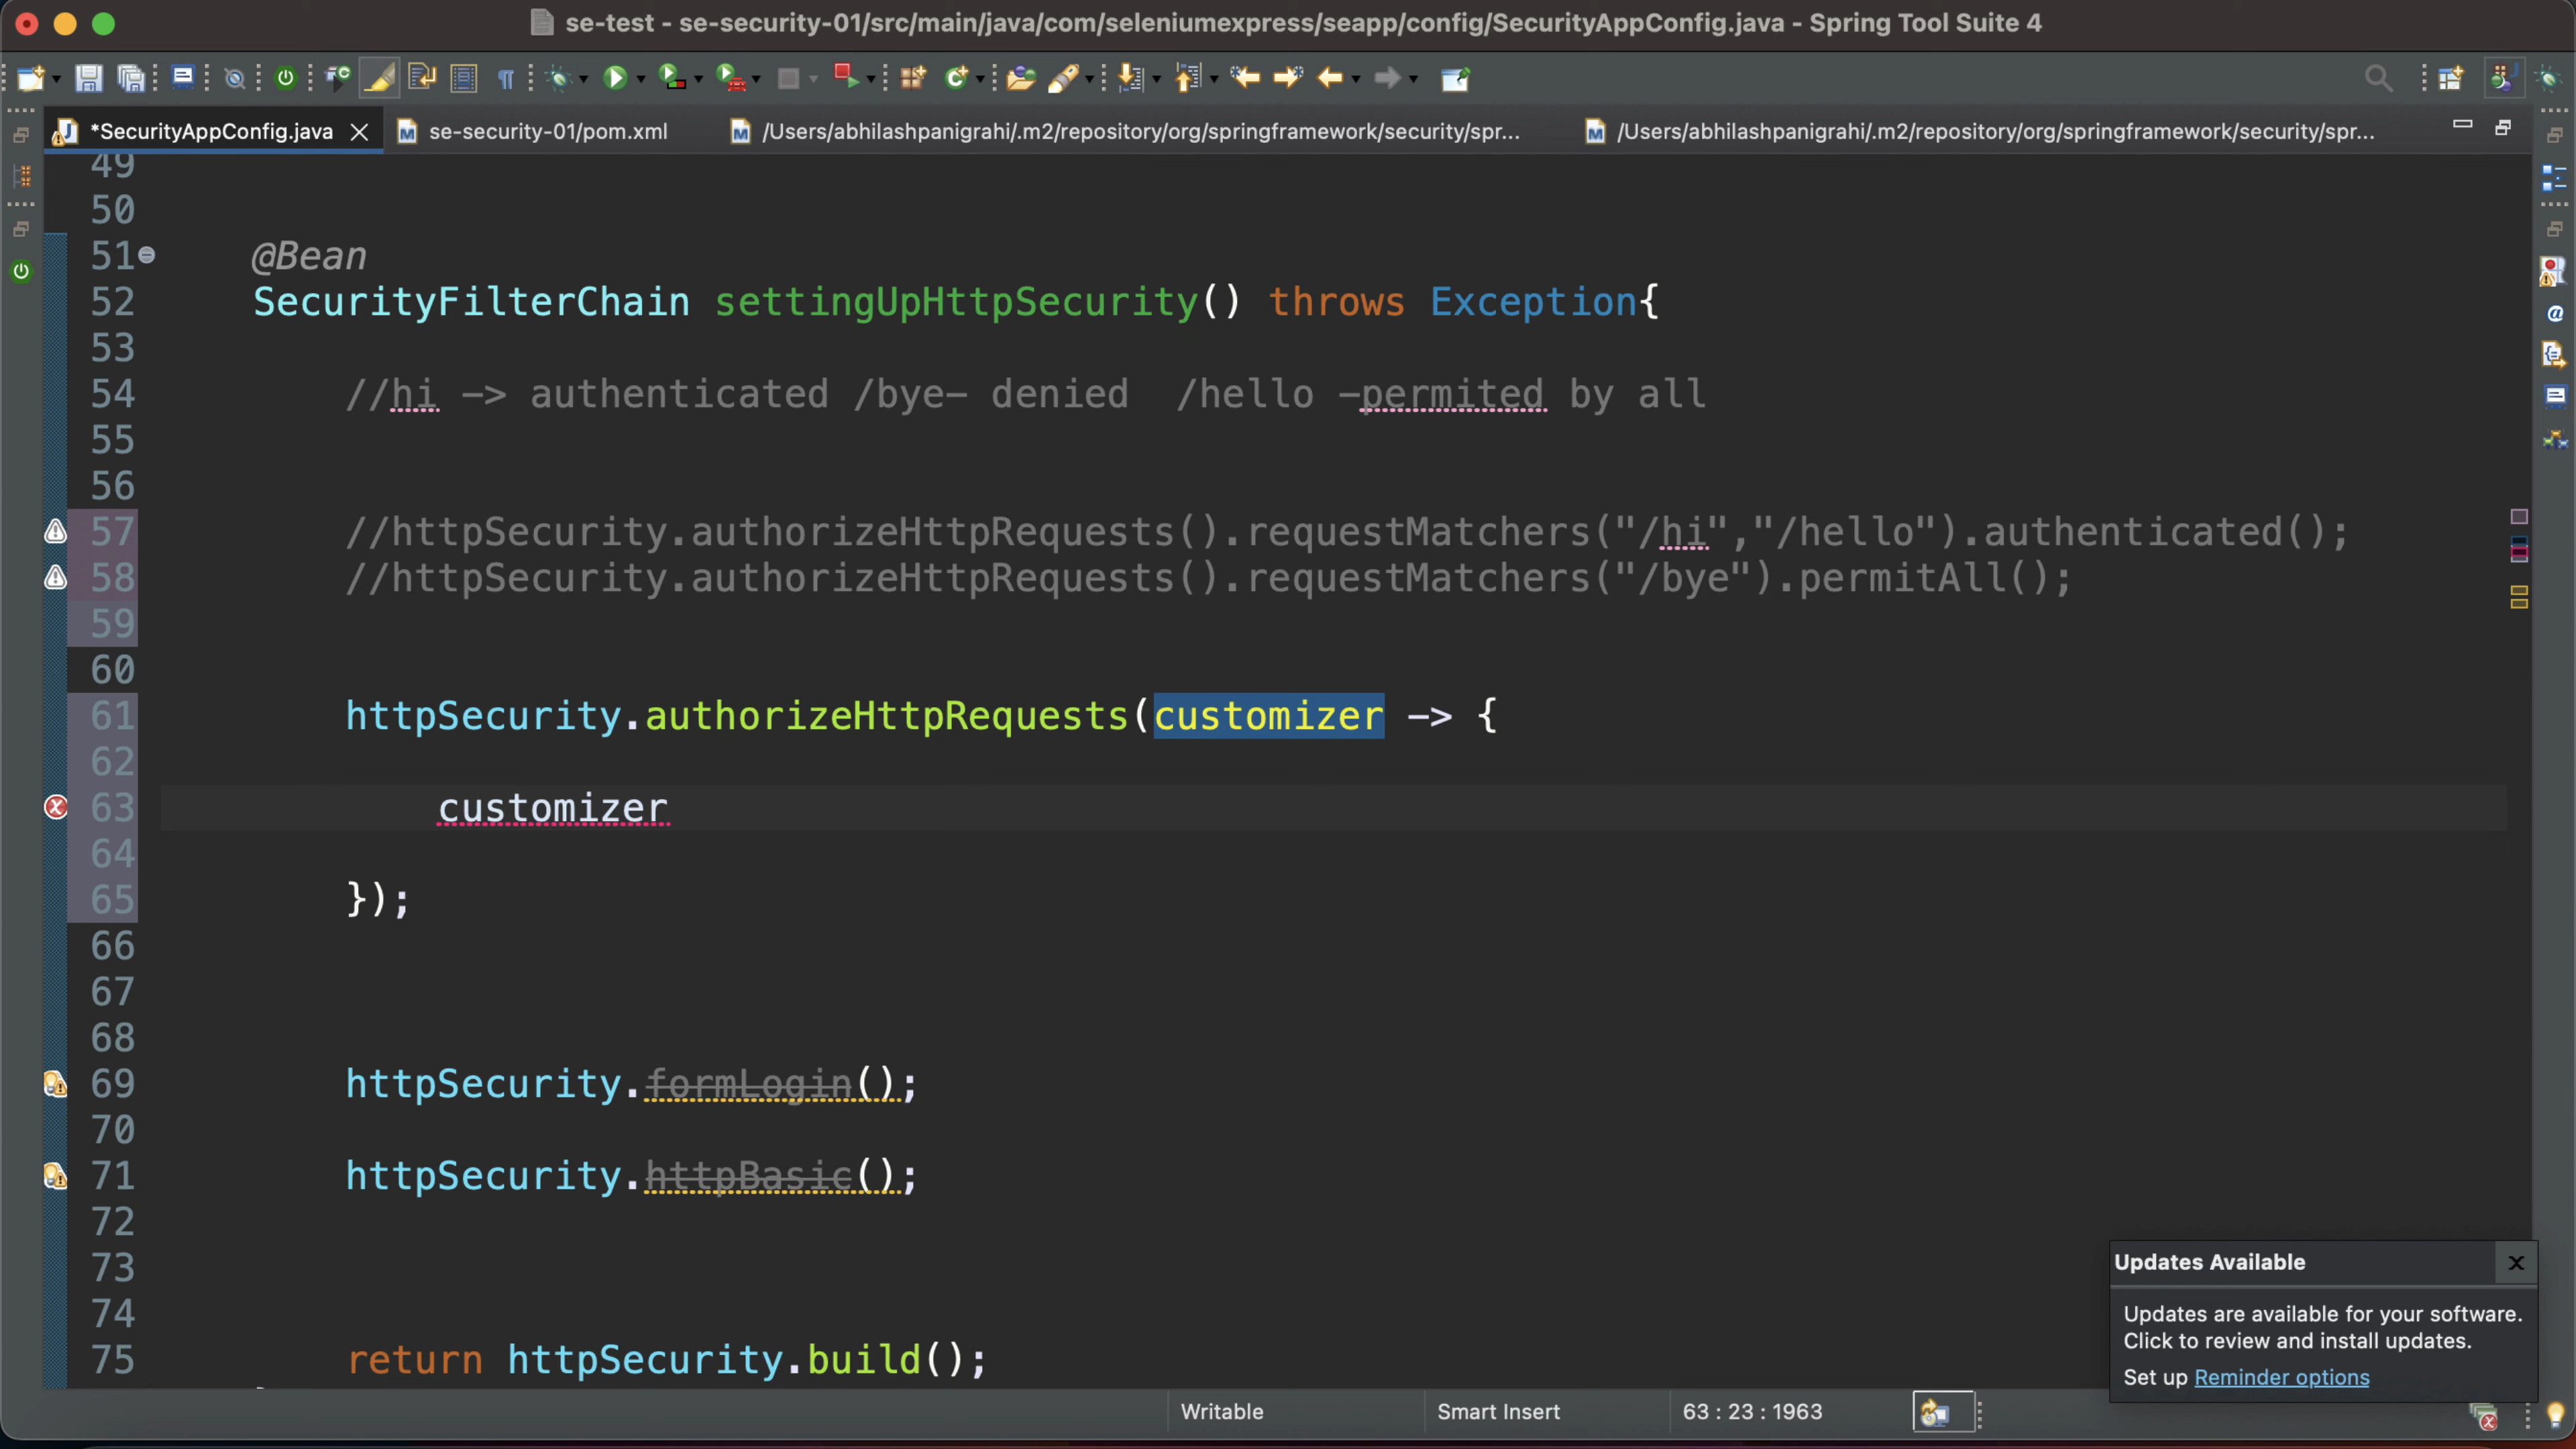 se-test - se-security-01/src/main/java/com/seleniumexpress/seapp/config/SecurityAppConfig.java - Spring Tool Suite 4
*SecurityAppConfig.java se-security-01/pom.xml /Users/abhilashpanigrahi/.m2/repository/org/springframework/security/spr... /Users/abhilashpanigrahi/.m2/repository/org/springframework/security/spr...
49
50
51 @Bean
52 SecurityFilterChain settingUpHttpSecurity() throws Exception{
53
54 //hi -> authenticated /bye- denied /hello -permited by all
55
56
57 //httpSecurity.authorizeHttpRequests().requestMatchers("/hi","/hello").authenticated();
58 //httpSecurity.authorizeHttpRequests().requestMatchers("/bye").permitAll();
59
60
61 httpSecurity.authorizeHttpRequests(customizer -> {
62
63 customizer
64
65 });
66
67
68
69 httpSecurity.formLogin();
70
71 httpSecurity.httpBasic();
72
73
74
75 return httpSecurity.build();
Updates Available
Updates are available for your software.
Click to review and install updates.
Set up Reminder options
Writable Smart Insert 63 : 23 : 1963